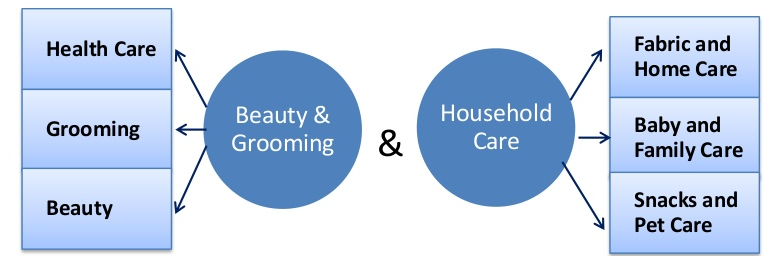 Health Care
Grooming
Beauty
Beauty &
Grooming
&
Household
Care
Fabric and
Home Care
Baby and
Family Care
Snacks and
Pet Care